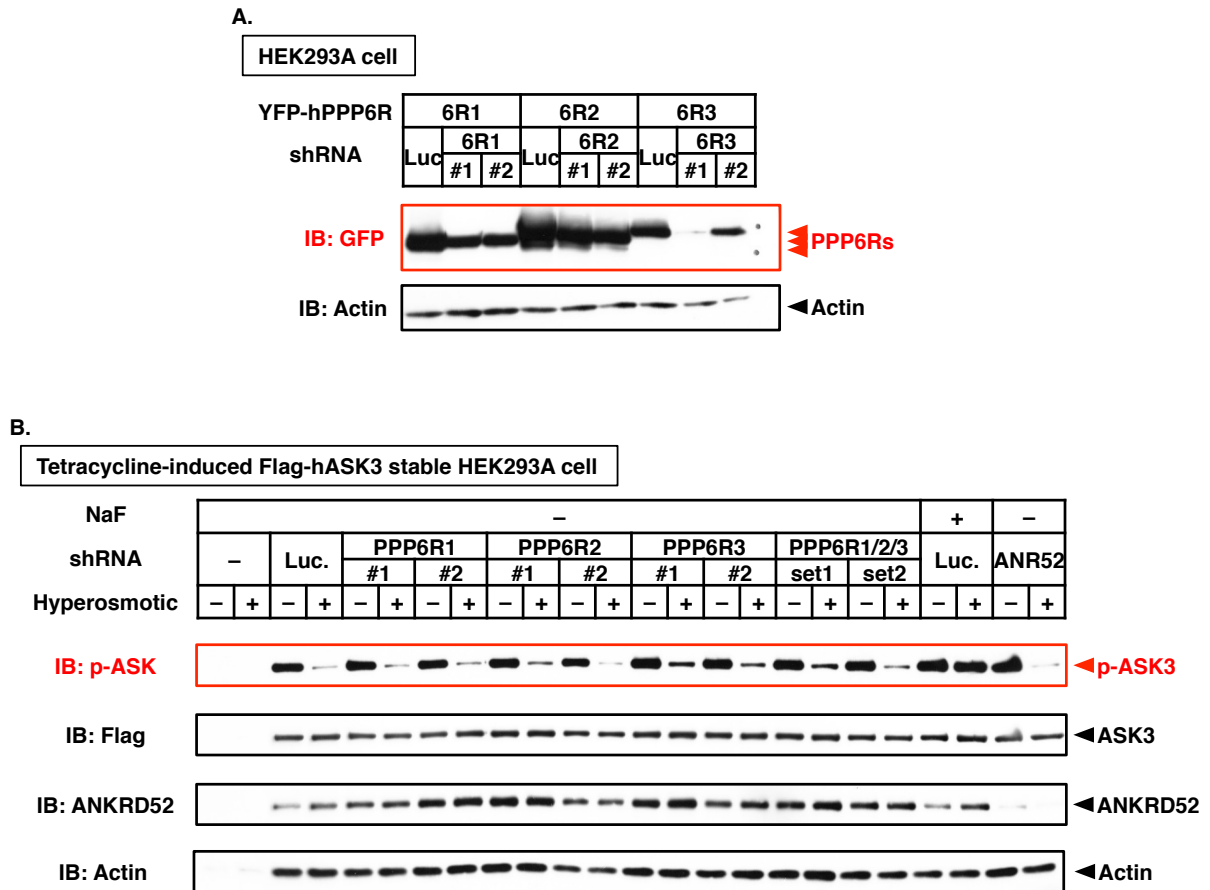 A.
HEK293A cell
YFP-hPPP6R 6R1 6R2 6R3
shRNA Luc 6R1 Luc 6R2 Luc 6R3
#1 #2 #1 #2 #1 #2
IB: GFP PPP6Rs
IB: Actin Actin
B.
Tetracycline-induced Flag-hASK3 stable HEK293A cell
NaF – + –
shRNA – Luc. PPP6R1 PPP6R2 PPP6R3 PPP6R1/2/3 Luc. ANR52
#1 #2 #1 #2 #1 #2 set1 set2
Hyperosmotic – + – + – + – + – + – + – + – + – + – + – + – +
IB: p-ASK p-ASK3
IB: Flag ASK3
IB: ANKRD52 ANKRD52
IB: Actin Actin